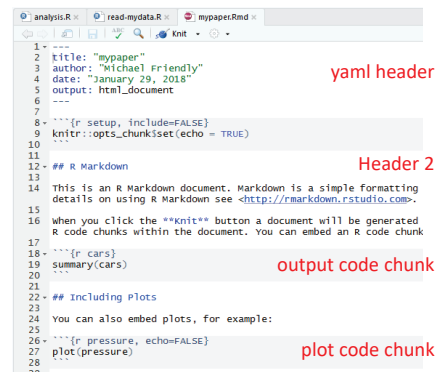 analysis.R × read-mydata.R × mypaper.Rmd ×
ABC Knit
1 ---
2 title: "mypaper"
3 author: "Michael Friendly"
4 date: "January 29, 2018"
5 output: html_document
6 ---
yaml header
7
8 ```{r setup, include=FALSE}
9 knitr::opts_chunk$set(echo = TRUE)
10 ```
11
12 ## R Markdown
Header 2
13
14 This is an R Markdown document. Markdown is a simple formatting
details on using R Markdown see <http://rmarkdown.rstudio.com>.
15
16 When you click the **Knit** button a document will be generated
R code chunks within the document. You can embed an R code chunk
17
18 ```{r cars}
19 summary(cars)
20 ```
output code chunk
21
22 ## Including Plots
23
24 You can also embed plots, for example:
25
26 ```{r pressure, echo=FALSE}
27 plot(pressure)
28 ```
plot code chunk